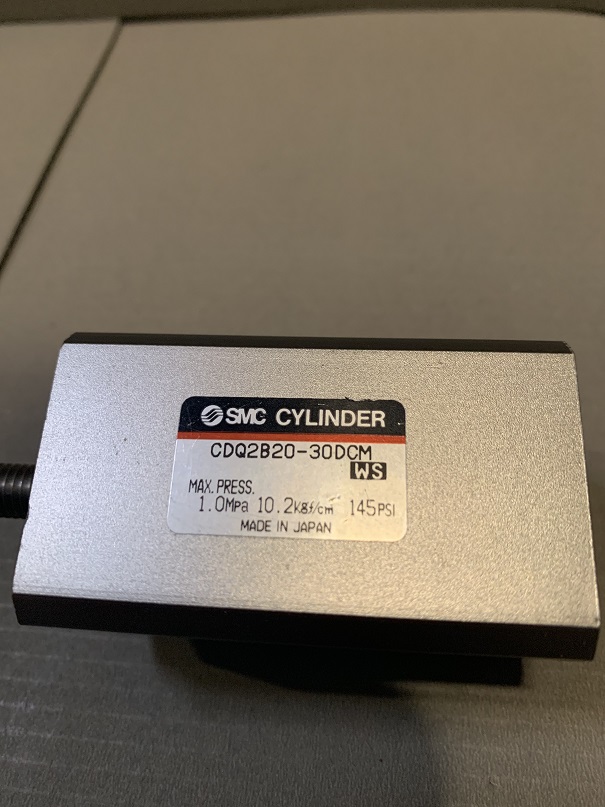 SMC CYLINDER
CDQ2B20-30DCM
WS
MAX. PRESS.
1.0MPa 10.2kgf/cm² 145PSI
MADE IN JAPAN